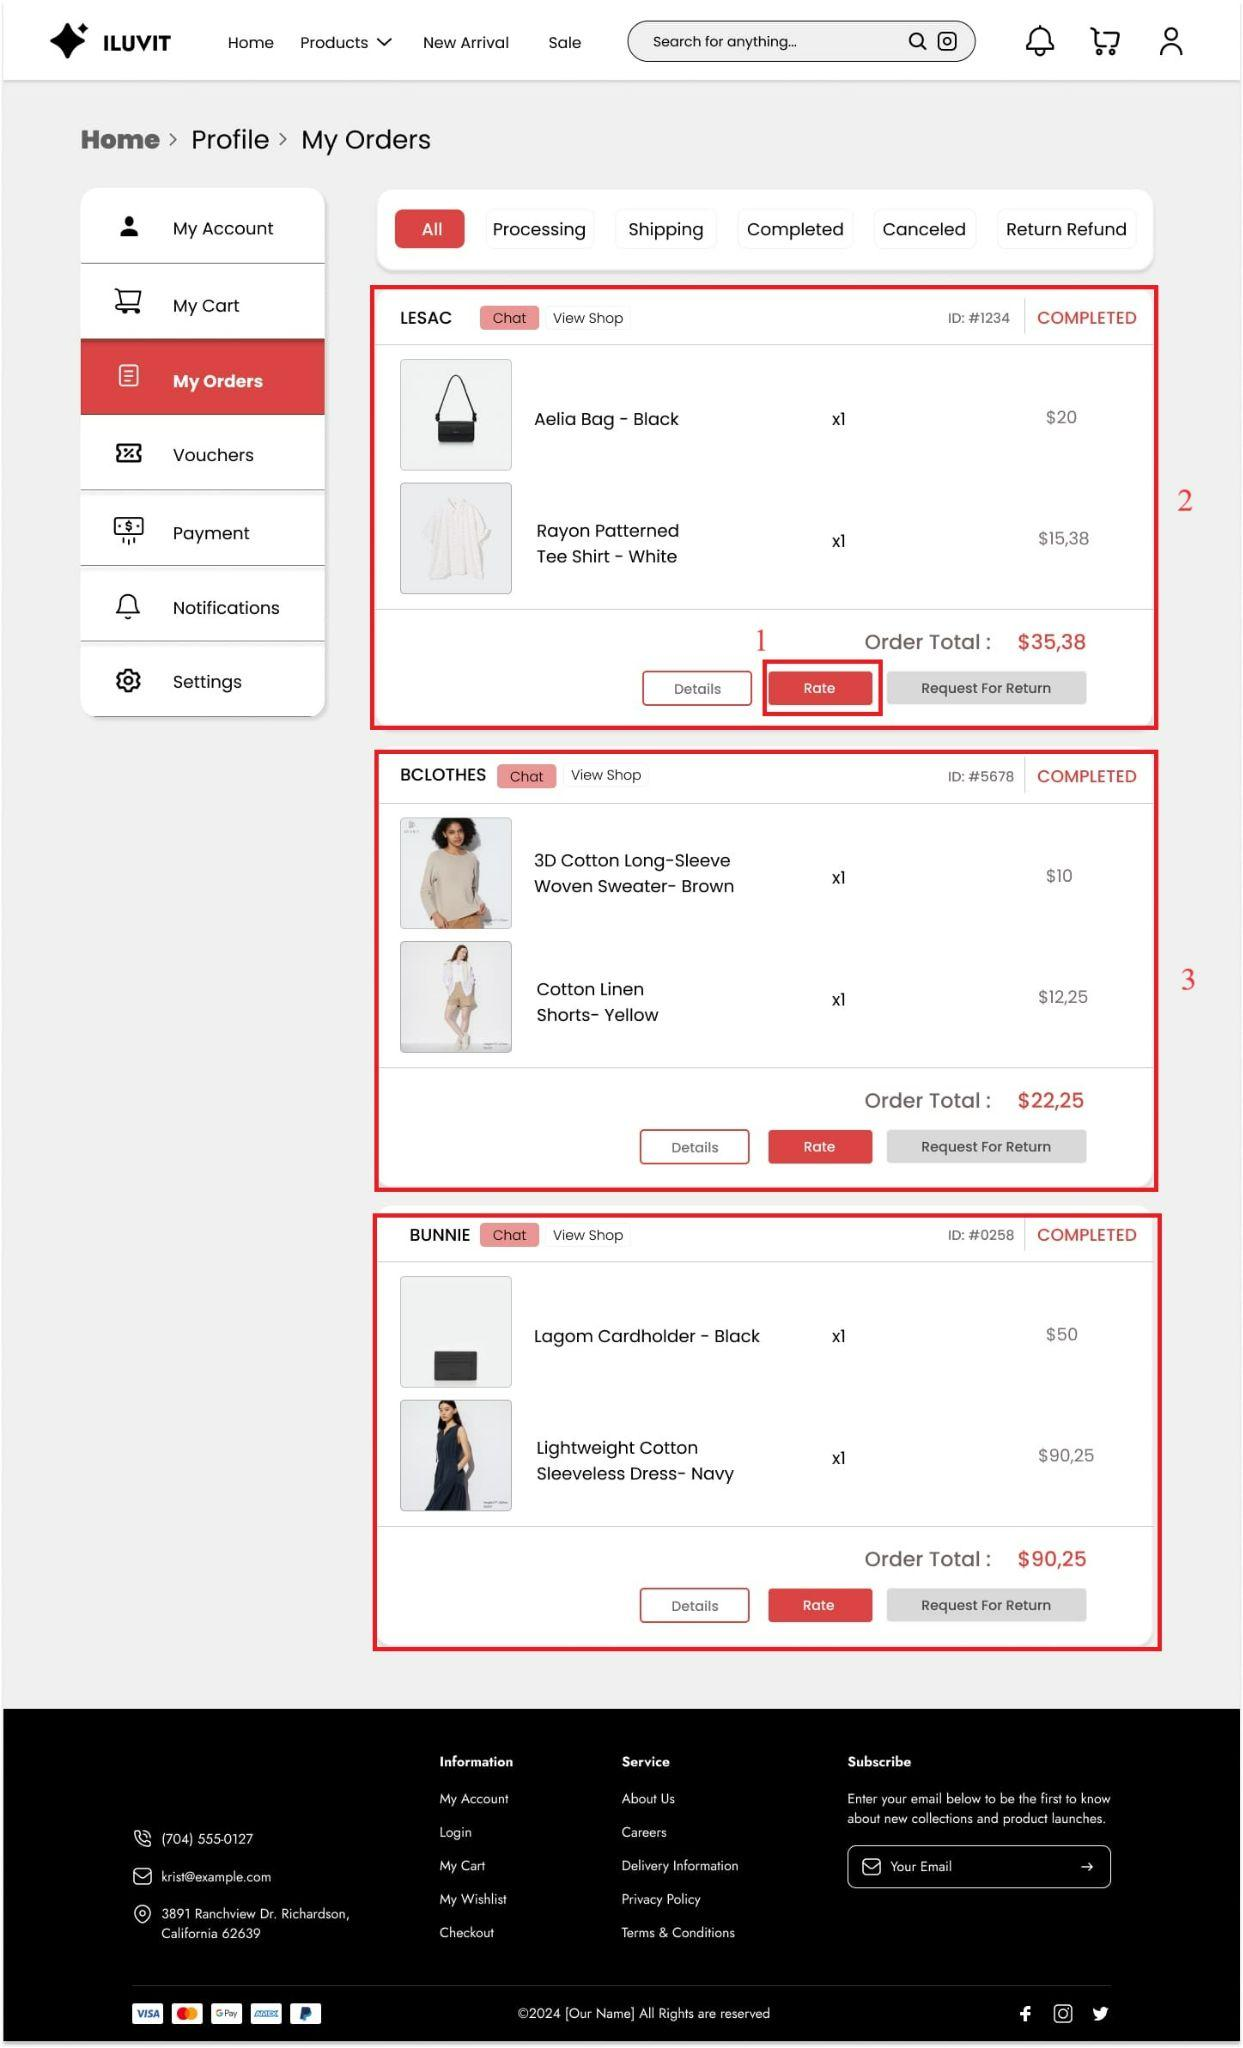 ILUVIT
Home
Products
New Arrival
Sale
Search for anything...
Home > Profile > My Orders
My Account
My Cart
My Orders
Vouchers
Payment
Notifications
Settings
All
Processing
Shipping
Completed
Canceled
Return Refund
LESAC
Chat
View Shop
ID: #1234
COMPLETED
Aelia Bag - Black
x1
$20
Rayon Patterned
Tee Shirt - White
x1
$15,38
2
Order Total :
$35,38
1
Details
Rate
Request For Return
BCLOTHES
Chat
View Shop
ID: #5678
COMPLETED
3D Cotton Long-Sleeve
Woven Sweater- Brown
x1
$10
Cotton Linen
Shorts- Yellow
x1
$12,25
3
Order Total :
$22,25
Details
Rate
Request For Return
BUNNIE
Chat
View Shop
ID: #0258
COMPLETED
Lagom Cardholder - Black
x1
$50
Lightweight Cotton
Sleeveless Dress- Navy
x1
$90,25
Order Total :
$90,25
Details
Rate
Request For Return
(704) 555-0127
krist@example.com
3891 Ranchview Dr. Richardson,
California 62639
Information
My Account
Login
My Cart
My Wishlist
Checkout
Service
About Us
Careers
Delivery Information
Privacy Policy
Terms & Conditions
Subscribe
Enter your email below to be the first to know
about new collections and product launches.
Your Email
VISA
G Pay
AMEX
©2024 [Our Name] All Rights are reserved